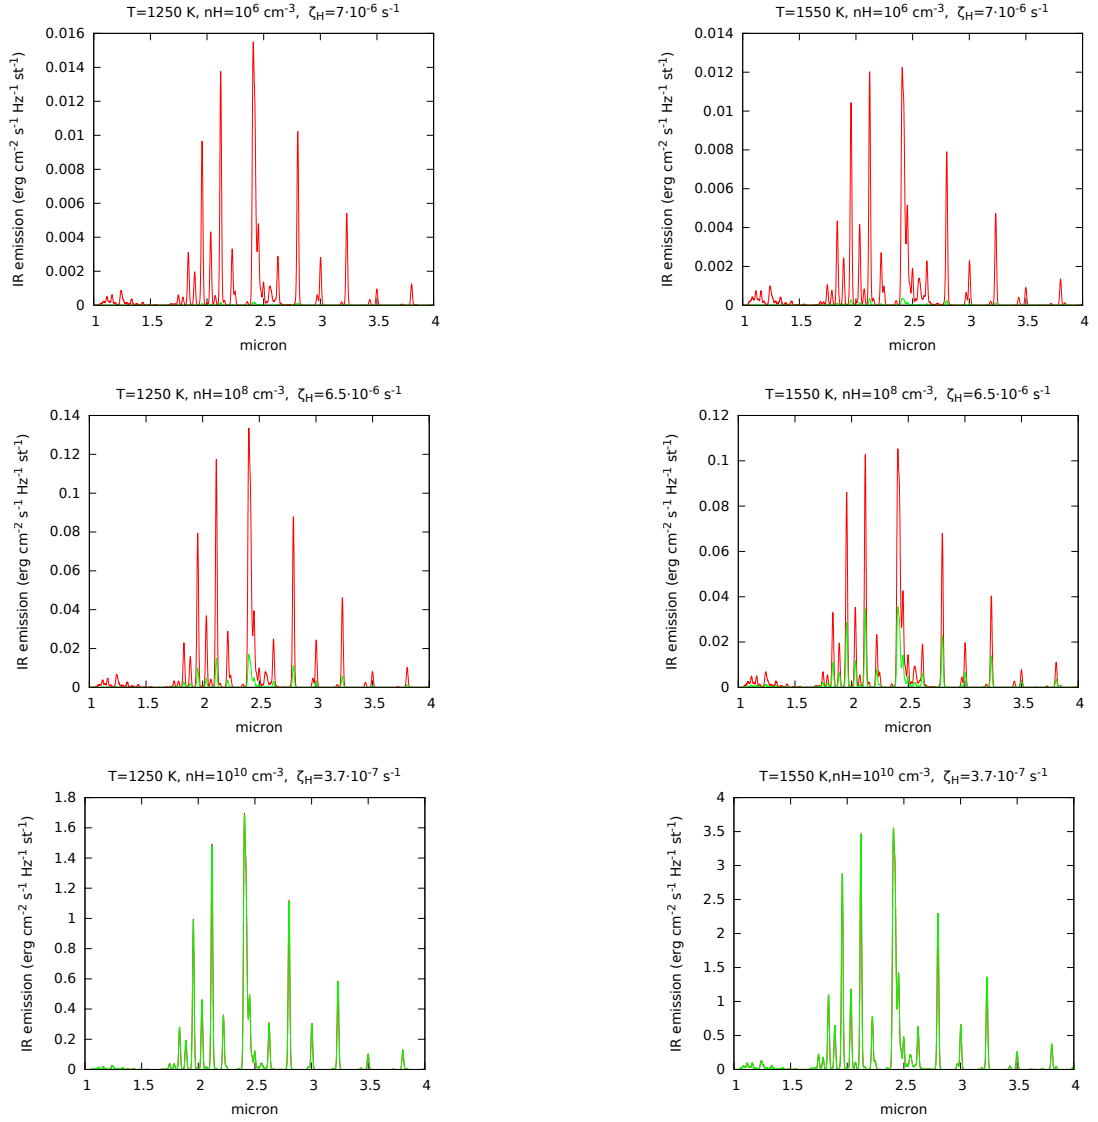 T=1250 K, nH=10⁶ cm⁻³, ζH=7·10⁻⁶ s⁻¹
IR emission (erg cm⁻² s⁻¹ Hz⁻¹ st⁻¹)
0.016
0.014
0.012
0.01
0.008
0.006
0.004
0.002
0
1 1.5 2 2.5 3 3.5 4
micron
T=1550 K, nH=10⁶ cm⁻³, ζH=7·10⁻⁶ s⁻¹
IR emission (erg cm⁻² s⁻¹ Hz⁻¹ st⁻¹)
0.014
0.012
0.01
0.008
0.006
0.004
0.002
0
1 1.5 2 2.5 3 3.5 4
micron
T=1250 K, nH=10⁸ cm⁻³, ζH=6.5·10⁻⁶ s⁻¹
IR emission (erg cm⁻² s⁻¹ Hz⁻¹ st⁻¹)
0.14
0.12
0.1
0.08
0.06
0.04
0.02
0
1 1.5 2 2.5 3 3.5 4
micron
T=1550 K, nH=10⁸ cm⁻³, ζH=6.5·10⁻⁶ s⁻¹
IR emission (erg cm⁻² s⁻¹ Hz⁻¹ st⁻¹)
0.12
0.1
0.08
0.06
0.04
0.02
0
1 1.5 2 2.5 3 3.5 4
micron
T=1250 K, nH=10¹⁰ cm⁻³, ζH=3.7·10⁻⁷ s⁻¹
IR emission (erg cm⁻² s⁻¹ Hz⁻¹ st⁻¹)
1.8
1.6
1.4
1.2
1
0.8
0.6
0.4
0.2
0
1 1.5 2 2.5 3 3.5 4
micron
T=1550 K,nH=10¹⁰ cm⁻³, ζH=3.7·10⁻⁷ s⁻¹
IR emission (erg cm⁻² s⁻¹ Hz⁻¹ st⁻¹)
4
3.5
3
2.5
2
1.5
1
0.5
0
1 1.5 2 2.5 3 3.5 4
micron